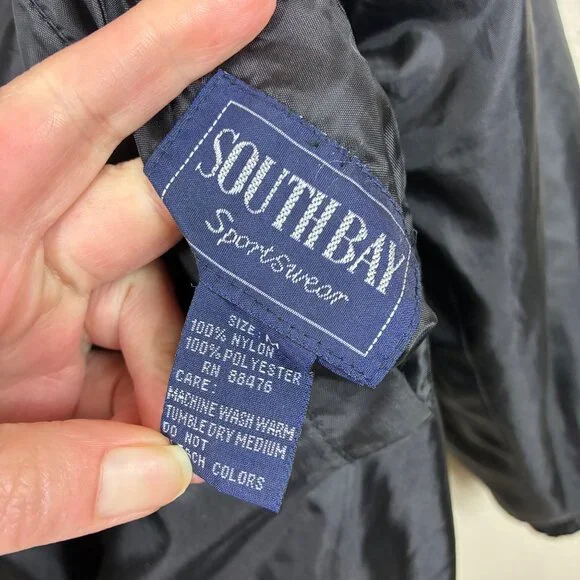 SOUTHBAY
Sportswear
SIZE:
100% NYLON
100% POLYESTER
RN 88476
CARE:
MACHINE WASH WARM
TUMBLE DRY MEDIUM
DO NOT
COLORS